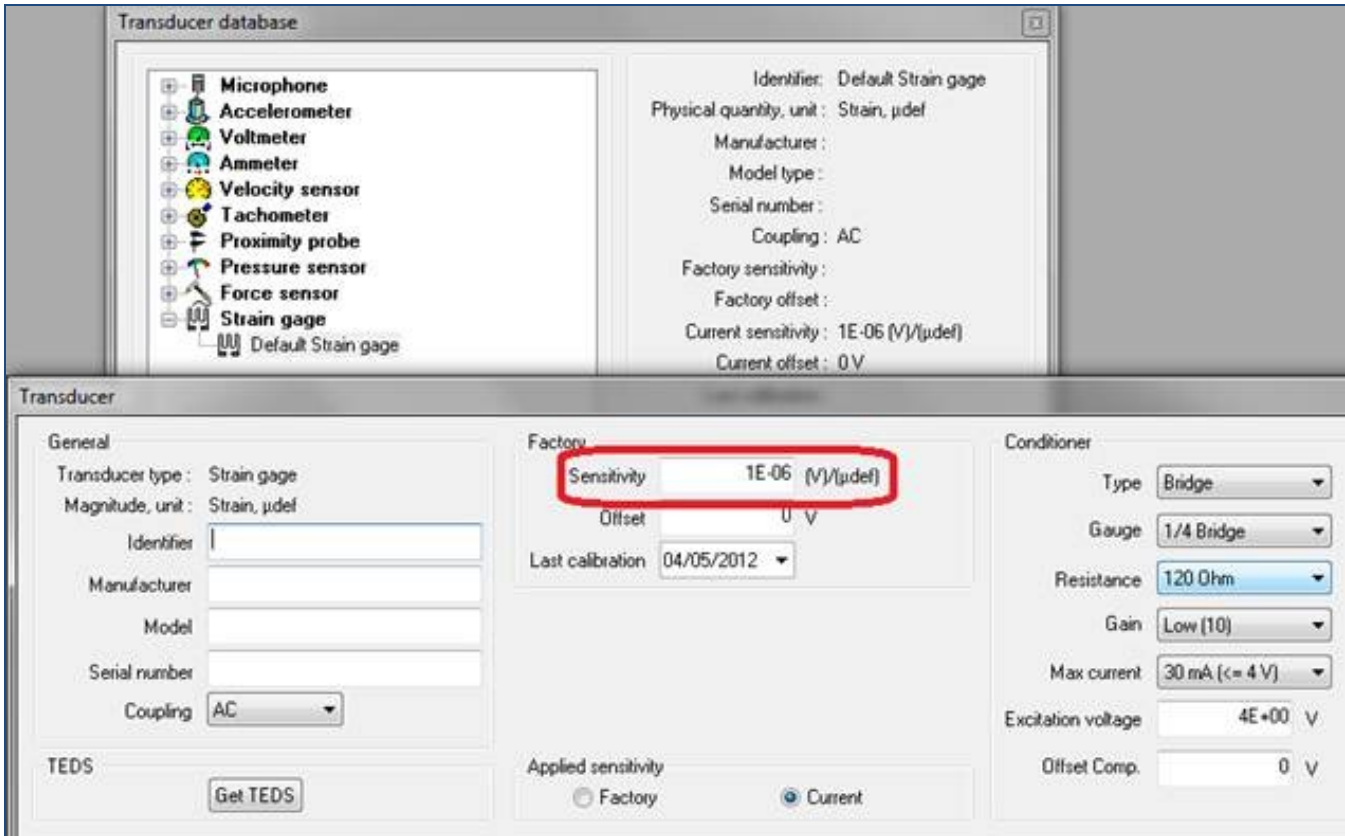 Transducer database
Microphone
Accelerometer
Voltmeter
Ammeter
Velocity sensor
Tachometer
Proximity probe
Pressure sensor
Force sensor
Strain gage
Default Strain gage
Identifier: Default Strain gage
Physical quantity, unit : Strain, µdef
Manufacturer :
Model type :
Serial number :
Coupling : AC
Factory sensitivity :
Factory offset :
Current sensitivity : 1E-06 (V)/(µdef)
Current offset : 0 V
Transducer
General
Transducer type : Strain gage
Magnitude, unit : Strain, µdef
Identifier
Manufacturer
Model
Serial number
Coupling AC
TEDS
Get TEDS
Factory
Sensitivity 1E-06 (V)/(µdef)
Offset 0 V
Last calibration 04/05/2012
Applied sensitivity
Factory Current
Conditioner
Type Bridge
Gauge 1/4 Bridge
Resistance 120 Ohm
Gain Low (10)
Max current 30 mA (<= 4 V)
Excitation voltage 4E+00 V
Offset Comp. 0 V